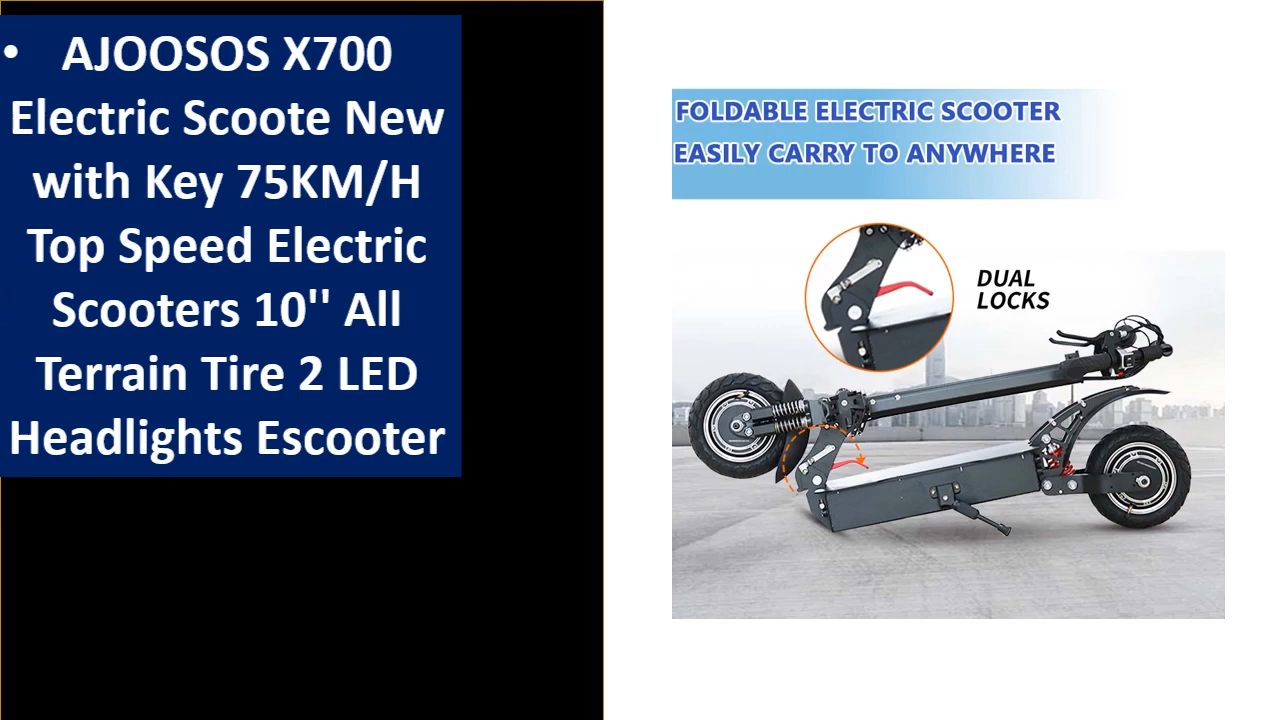 • AJOOSOS X700
Electric Scoote New
with Key 75KM/H
Top Speed Electric
Scooters 10'' All
Terrain Tire 2 LED
Headlights Escooter
FOLDABLE ELECTRIC SCOOTER
EASILY CARRY TO ANYWHERE
DUAL
LOCKS